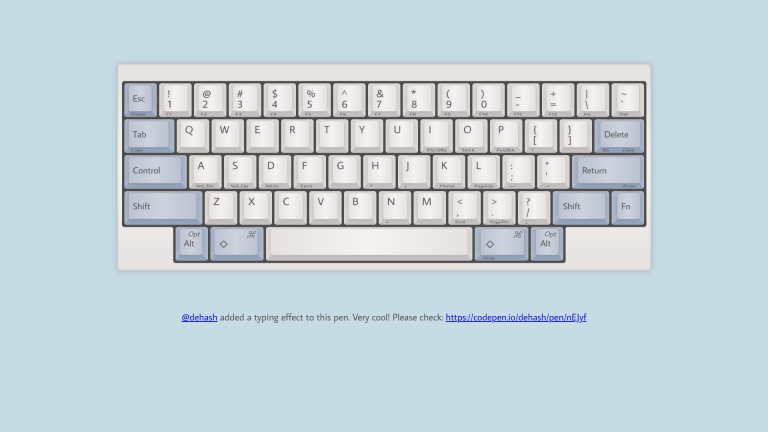 Esc ! 1 @ 2 # 3 $ 4 % 5 ^ 6 & 7 * 8 ( 9 ) 0 _ - + = | \ ~ `
Power F1 F2 F3 F4 F5 F6 F7 F8 F9 F10 F11 F12 Ins Del
Tab Q W E R T Y U I O P { [ } ] Delete
Caps PscSRq ScrLk PusBrk BS Clear
Control A S D F G H J K L : ; " ' Return
Vol_Dn Vol_Up Mute Eject * / Home PageUp Enter
Shift Z X C V B N M < , > . ? / Shift Fn
+ - End PageDn
Opt Alt ◇ ⌘ ◇ ⌘ Opt Alt
Stop
@dehash added a typing effect to this pen. Very cool! Please check: https://codepen.io/dehash/pen/nEJyf